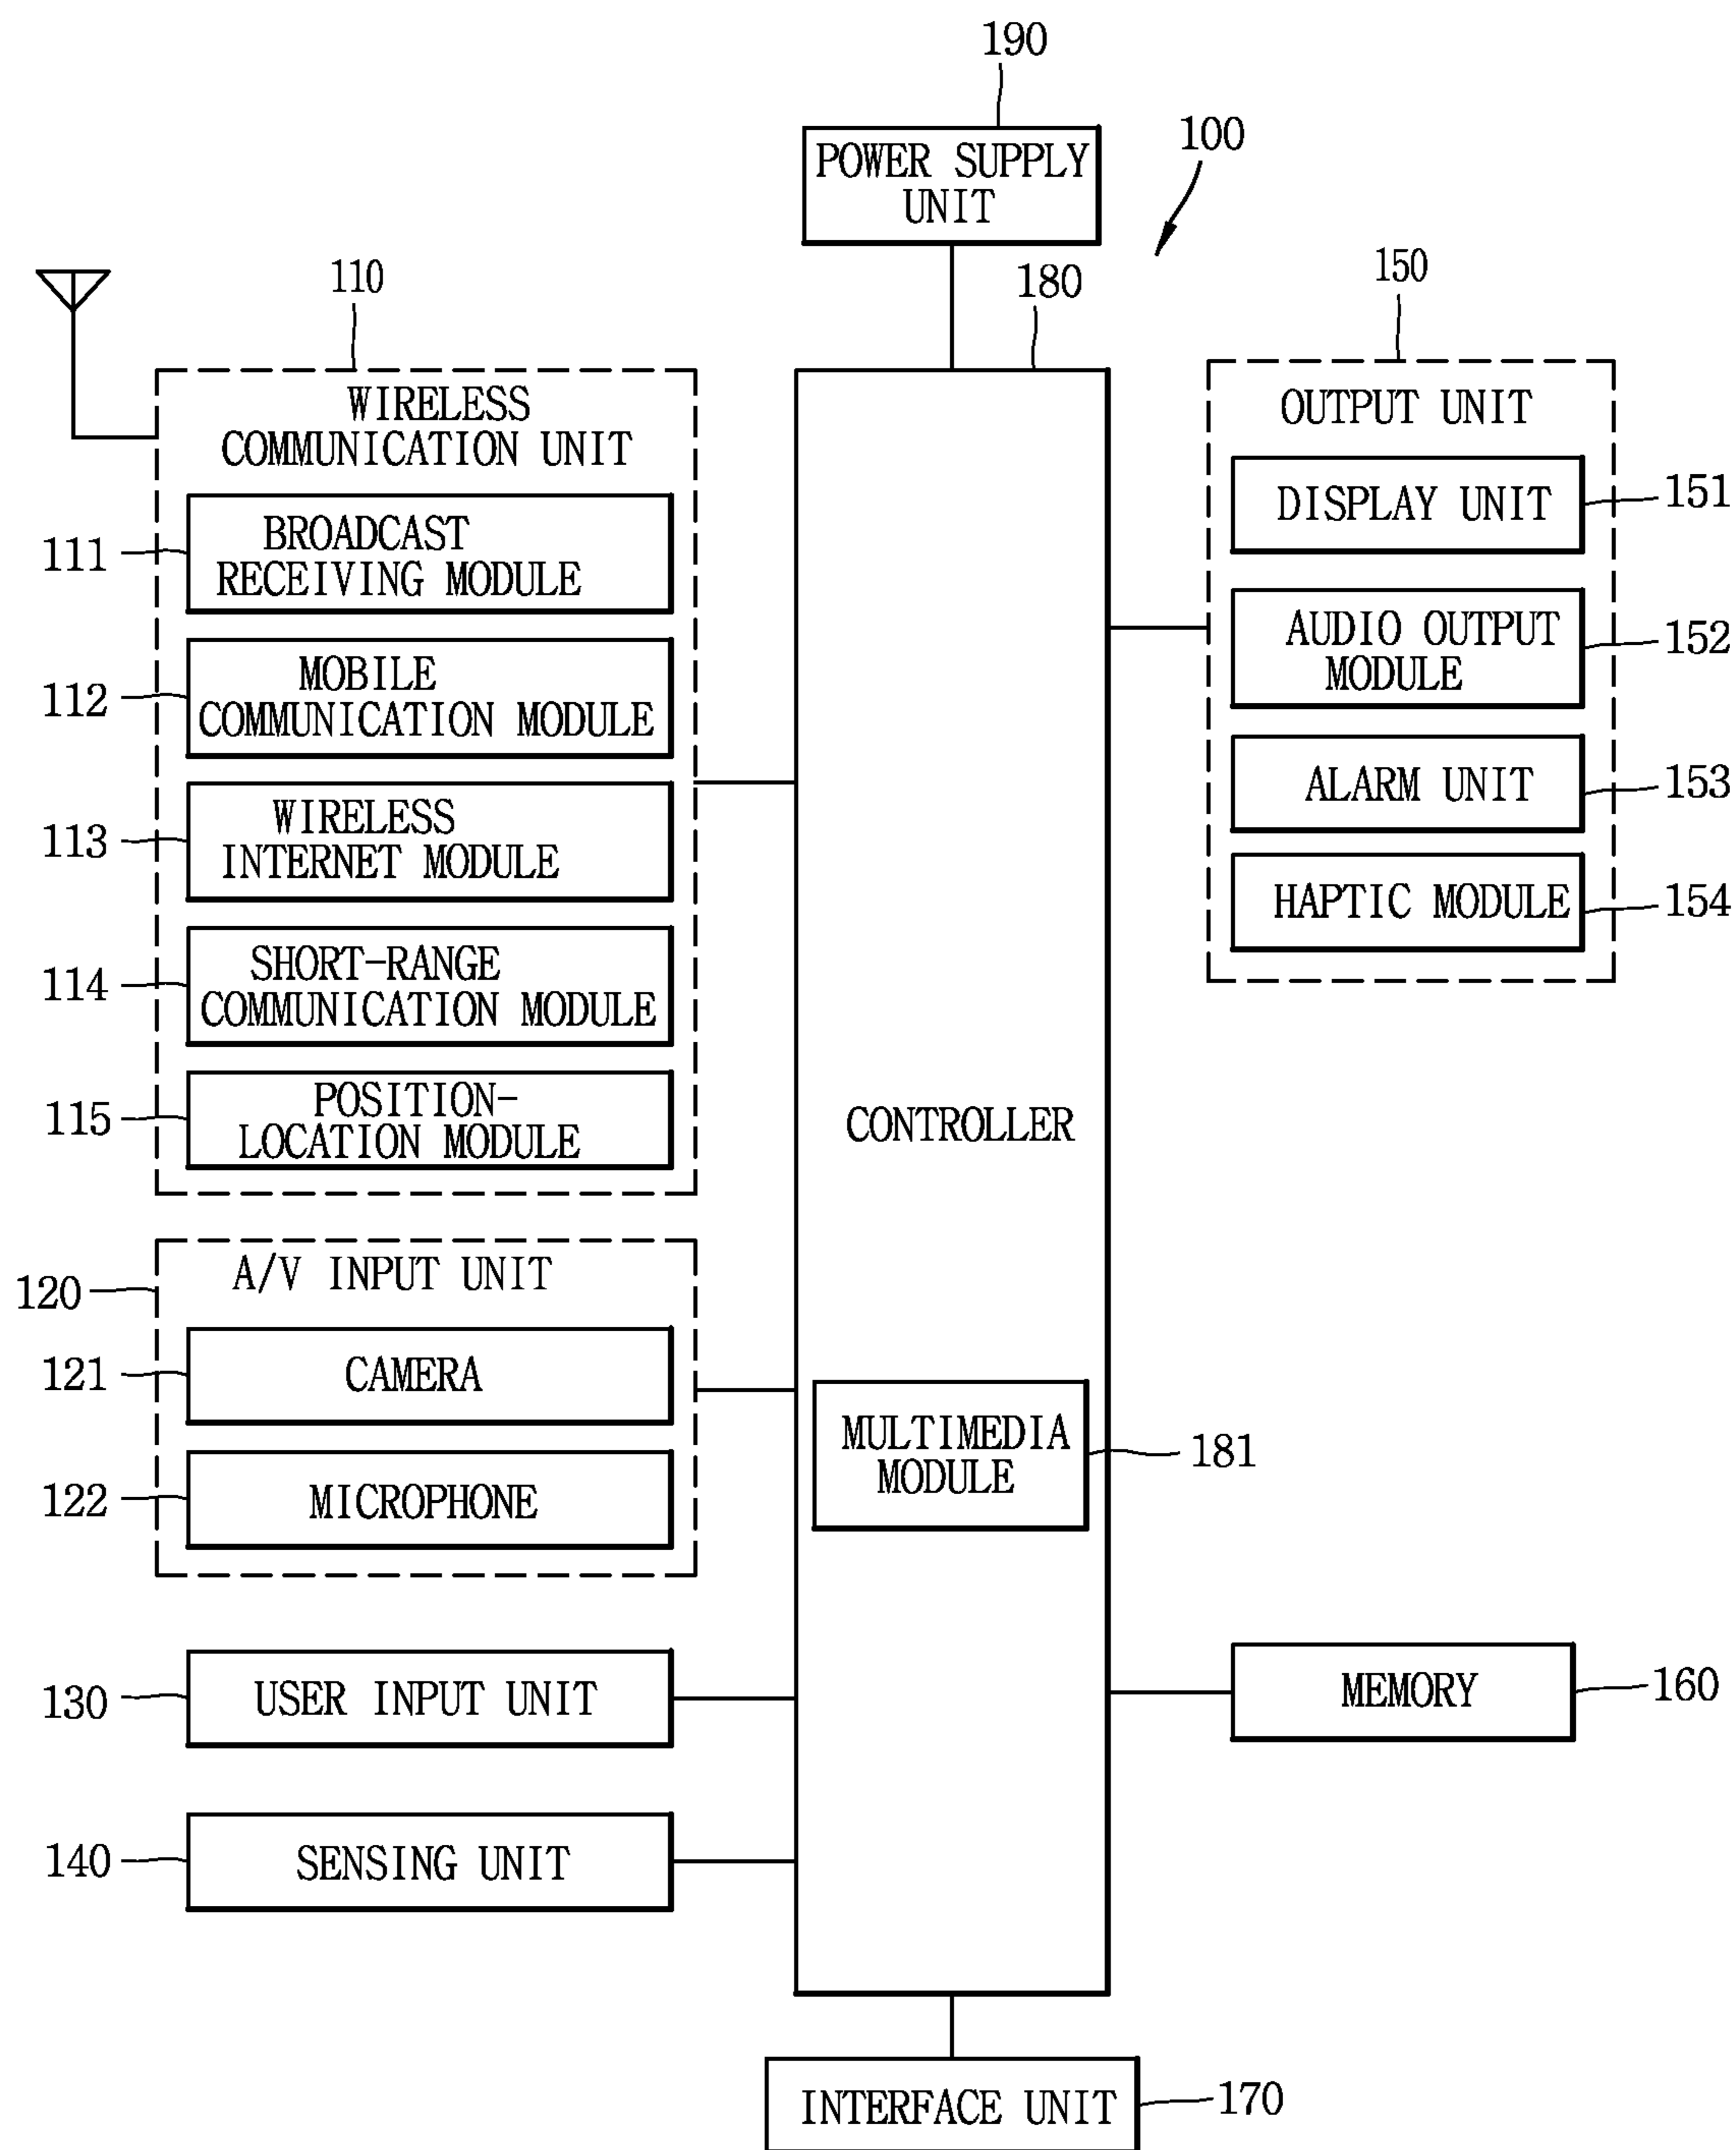 190
100
POWER SUPPLY
UNIT
110
180
150
WIRELESS
COMMUNICATION UNIT
111
BROADCAST
RECEIVING MODULE
112
MOBILE
COMMUNICATION MODULE
113
WIRELESS
INTERNET MODULE
114
SHORT-RANGE
COMMUNICATION MODULE
115
POSITION-
LOCATION MODULE
120
A/V INPUT UNIT
121
CAMERA
122
MICROPHONE
130
USER INPUT UNIT
140
SENSING UNIT
CONTROLLER
MULTIMEDIA
MODULE
181
OUTPUT UNIT
DISPLAY UNIT
151
AUDIO OUTPUT
MODULE
152
ALARM UNIT
153
HAPTIC MODULE
154
MEMORY
160
INTERFACE UNIT
170